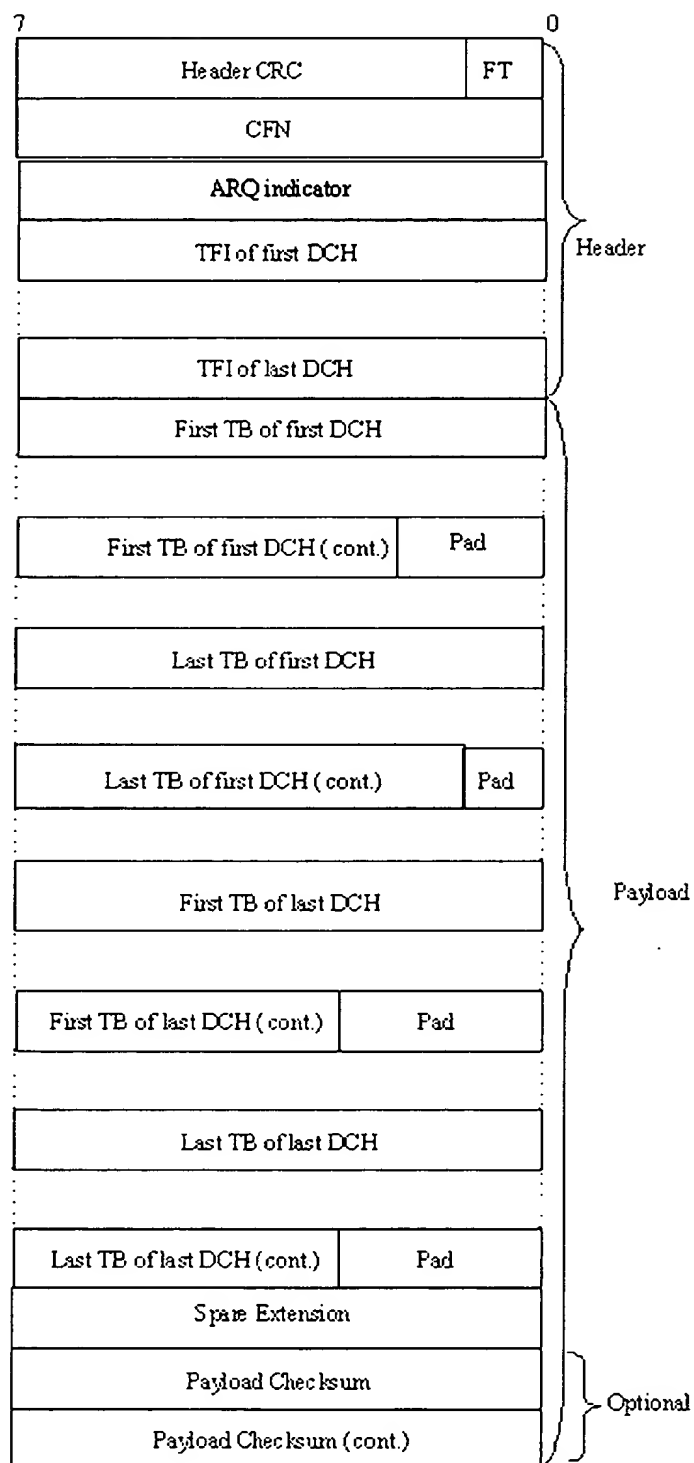 7 0
Header CRC FT
CFN
ARQ indicator
TFI of first DCH
Header
TFI of last DCH
First TB of first DCH
First TB of first DCH (cont.) Pad
Last TB of first DCH
Last TB of first DCH (cont.) Pad
First TB of last DCH
Payload
First TB of last DCH (cont.) Pad
Last TB of last DCH
Last TB of last DCH (cont.) Pad
Spare Extension
Payload Checksum
Optional
Payload Checksum (cont.)